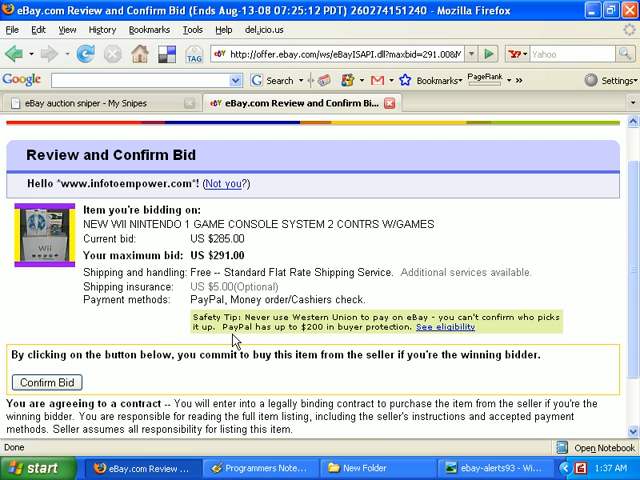 eBay.com Review and Confirm Bid (Ends Aug-13-08 07:25:12 PDT) 260274151240 - Mozilla Firefox
File Edit View History Bookmarks Tools Help del.icio.us
http://offer.ebay.com/ws/eBayISAPI.dll?maxbid=291.00&M
Yahoo
TAG
Google
Search
Bookmarks
PageRank
Settings
eBay auction sniper - My Snipes
eBay.com Review and Confirm Bi...
Review and Confirm Bid
Hello *www.infotoempower.com*! (Not you?)
Item you're bidding on:
NEW WII NINTENDO 1 GAME CONSOLE SYSTEM 2 CONTRS W/GAMES
Current bid: US $285.00
Your maximum bid: US $291.00
Shipping and handling: Free -- Standard Flat Rate Shipping Service. Additional services available.
Shipping insurance: US $5.00(Optional)
Payment methods: PayPal, Money order/Cashiers check.
Wii
Safety Tip: Never use Western Union to pay on eBay - you can't confirm who picks
it up. PayPal has up to $200 in buyer protection. See eligibility
By clicking on the button below, you commit to buy this item from the seller if you're the winning bidder.
Confirm Bid
You are agreeing to a contract -- You will enter into a legally binding contract to purchase the item from the seller if you're the
winning bidder. You are responsible for reading the full item listing, including the seller's instructions and accepted payment
methods. Seller assumes all responsibility for listing this item.
Done
Open Notebook
start
eBay.com Review ...
Programmers Note...
New Folder
ebay-alerts93 - Wi...
1:37 AM